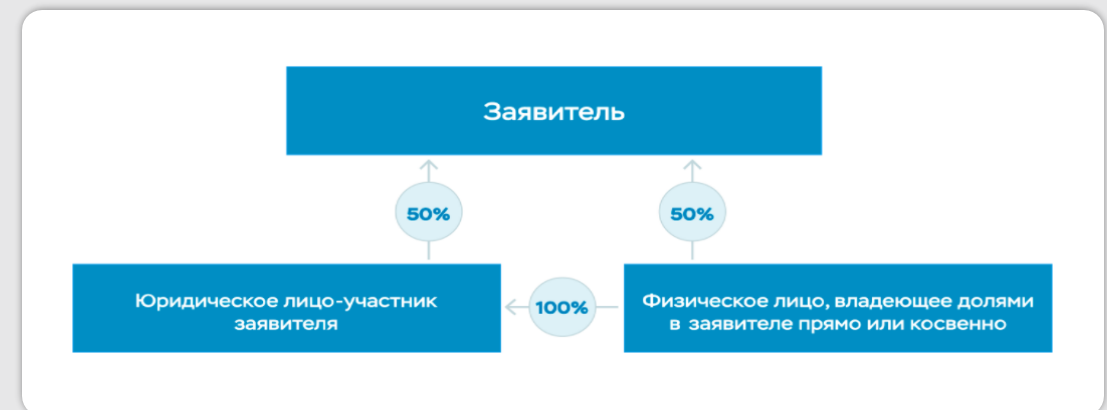 Заявитель
50%
50%
Юридическое лицо-участник
заявителя
100%
Физическое лицо, владеющее долями
в заявителе прямо или косвенно